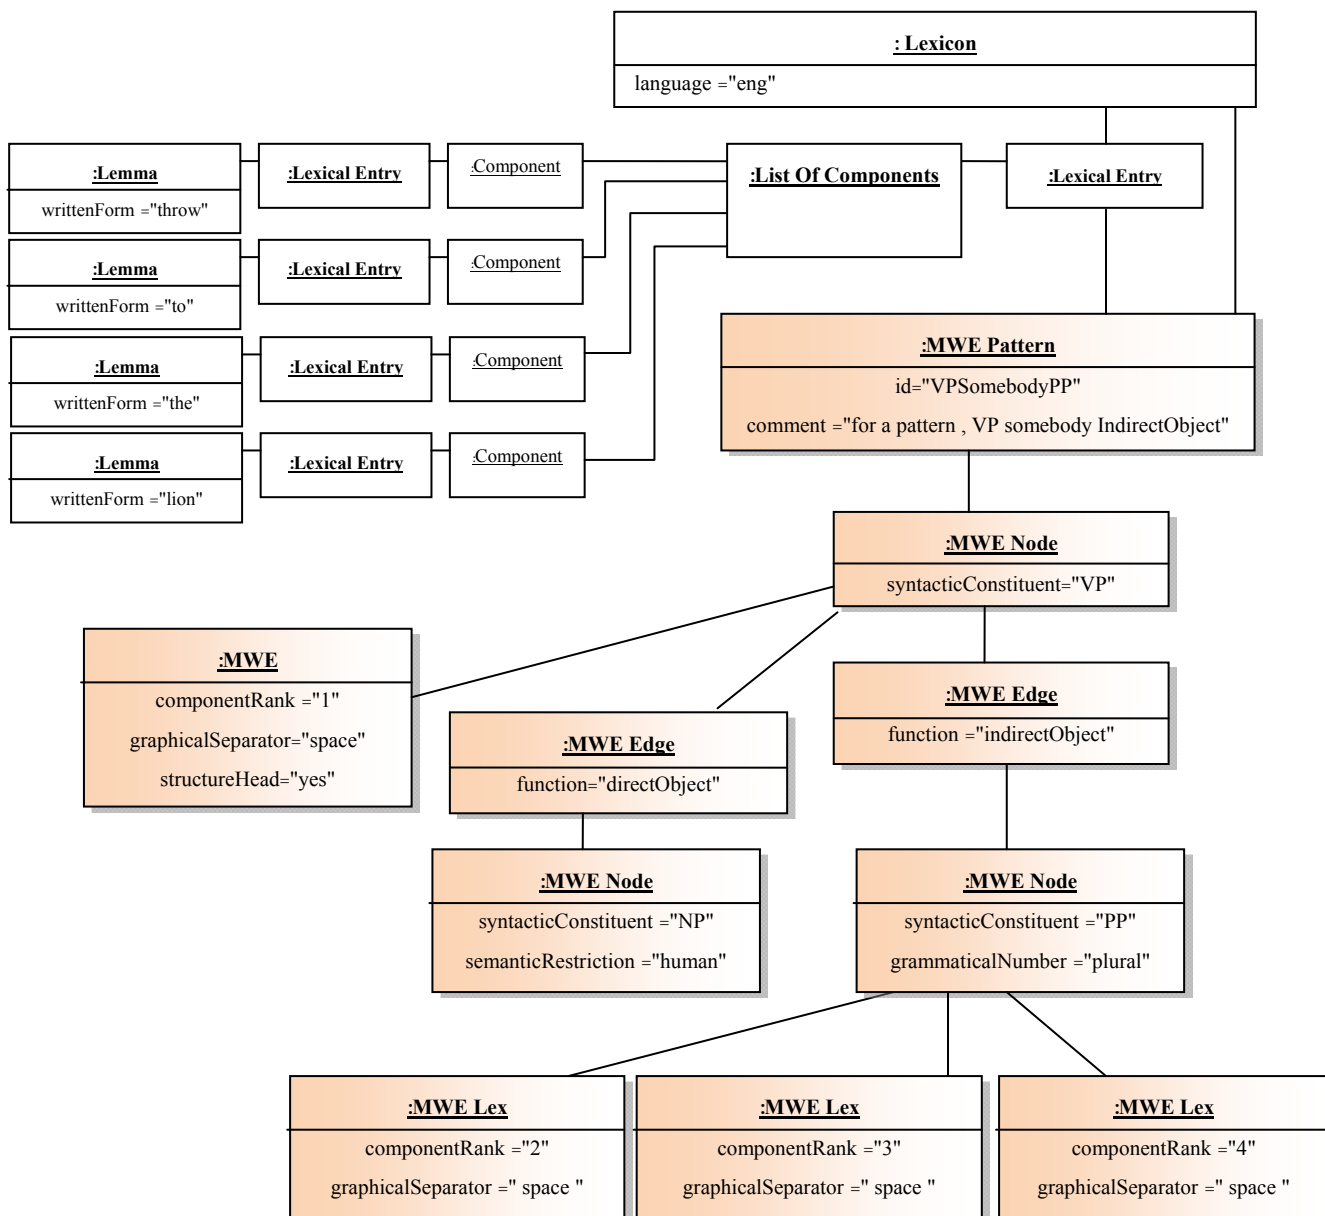 : Lexicon
language ="eng"
:Lemma
writtenForm ="throw"
:Lexical Entry
:Component
:List Of Components
:Lexical Entry
:Lemma
writtenForm ="to"
:Lexical Entry
:Component
:Lemma
writtenForm ="the"
:Lexical Entry
:Component
:Lemma
writtenForm ="lion"
:Lexical Entry
:Component
:MWE Pattern
id="VPSomebodyPP"
comment ="for a pattern , VP somebody IndirectObject"
:MWE Node
syntacticConstituent="VP"
:MWE
componentRank ="1"
graphicalSeparator="space"
structureHead="yes"
:MWE Edge
function="directObject"
:MWE Edge
function ="indirectObject"
:MWE Node
syntacticConstituent ="NP"
semanticRestriction ="human"
:MWE Node
syntacticConstituent ="PP"
grammaticalNumber ="plural"
:MWE Lex
componentRank ="2"
graphicalSeparator =" space "
:MWE Lex
componentRank ="3"
graphicalSeparator =" space "
:MWE Lex
componentRank ="4"
graphicalSeparator =" space "